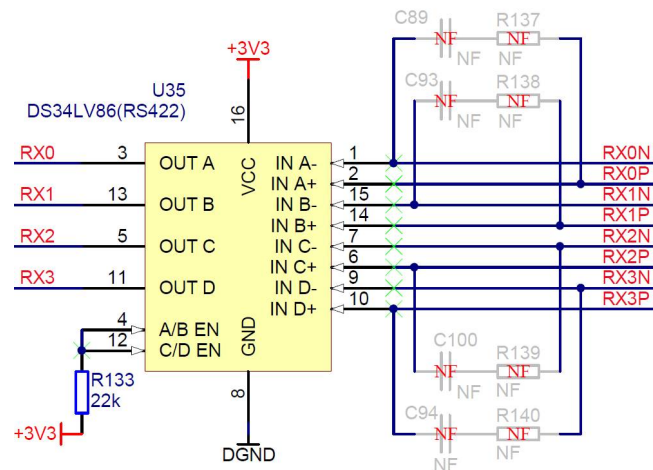 C89 R137
NF NF
NF NF
+3V3
C93 R138
NF NF
NF NF
U35
DS34LV86(RS422)
16
VCC
RX0 3 OUT A IN A- 1 RX0N
IN A+ 2 RX0P
RX1 13 OUT B IN B- 15 RX1N
IN B+ 14 RX1P
RX2 5 OUT C IN C- 7 RX2N
IN C+ 6 RX2P
RX3 11 OUT D IN D- 9 RX3N
IN D+ 10 RX3P
4 A/B EN
12 C/D EN
GND
8
R133
22k
+3V3
DGND
C100 R139
NF NF
NF NF
C94 R140
NF NF
NF NF